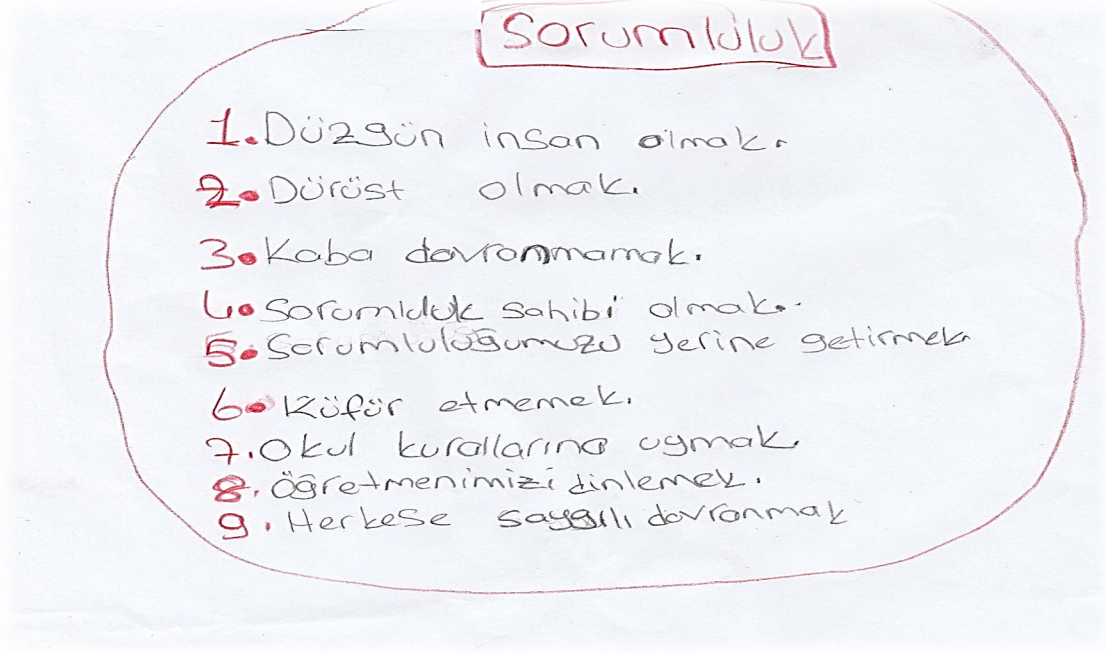 Sorumluluk
1. Düzgün insan olmak.
2. Dürüst olmak.
3. Kaba davranmamak.
4. Sorumluluk sahibi olmak.
5. Sorumluluğumuzu yerine getirmek.
6. Küfür etmemek.
7. Okul kurallarına uymak.
8. Öğretmenimizi dinlemek.
9. Herkese saygılı davranmak